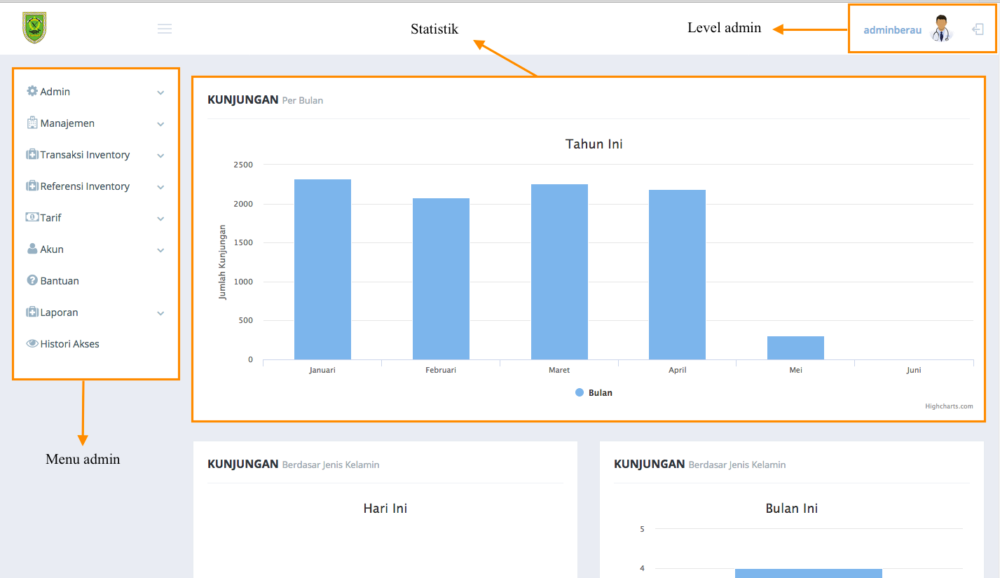 Statistik
Level admin
adminberau
Admin
Manajemen
Transaksi Inventory
Referensi Inventory
Tarif
Akun
Bantuan
Laporan
Histori Akses
Menu admin
KUNJUNGAN Per Bulan
Tahun Ini
Jumlah Kunjungan
2500
2000
1500
1000
500
0
Januari Februari Maret April Mei Juni
Bulan
Highcharts.com
KUNJUNGAN Berdasar Jenis Kelamin
Hari Ini
KUNJUNGAN Berdasar Jenis Kelamin
Bulan Ini
5
4